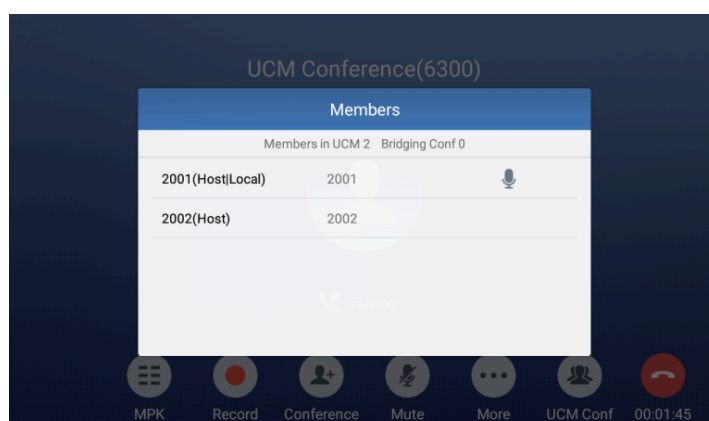 UCM Conference(6300)
Members
Members in UCM 2 Bridging Conf 0
2001(Host|Local) 2001
2002(Host) 2002
MPK Record Conference Mute More UCM Conf 00:01:45